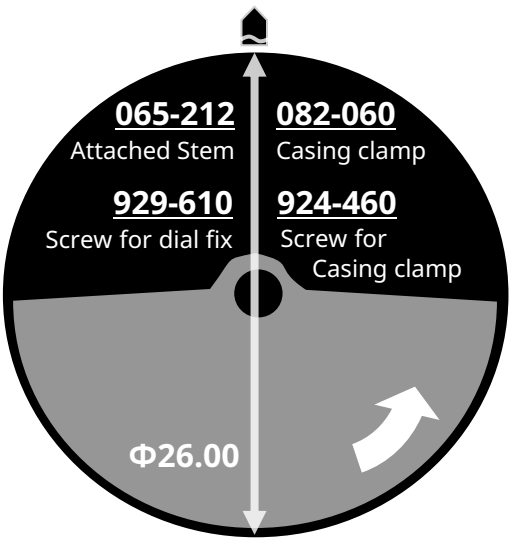 065-212
Attached Stem
082-060
Casing clamp
929-610
Screw for dial fix
924-460
Screw for
Casing clamp
Φ26.00